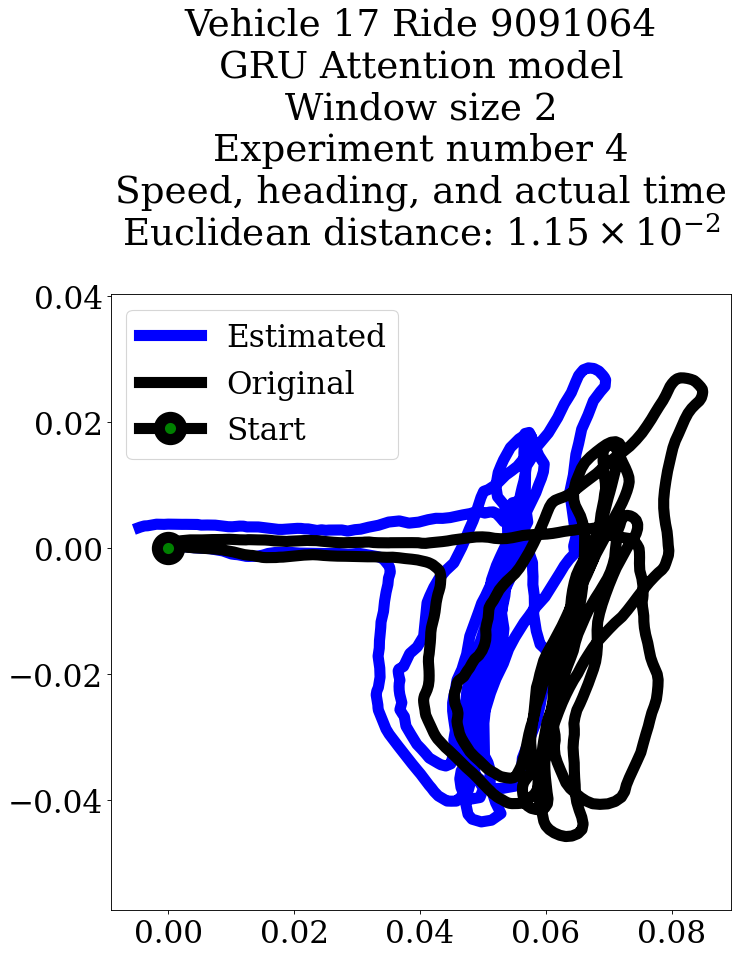 Vehicle 17 Ride 9091064
GRU Attention model
Window size 2
Experiment number 4
Speed, heading, and actual time
Euclidean distance: 1.15 × 10⁻²
0.04
0.02
0.00
−0.02
−0.04
Estimated
Original
Start
0.00 0.02 0.04 0.06 0.08